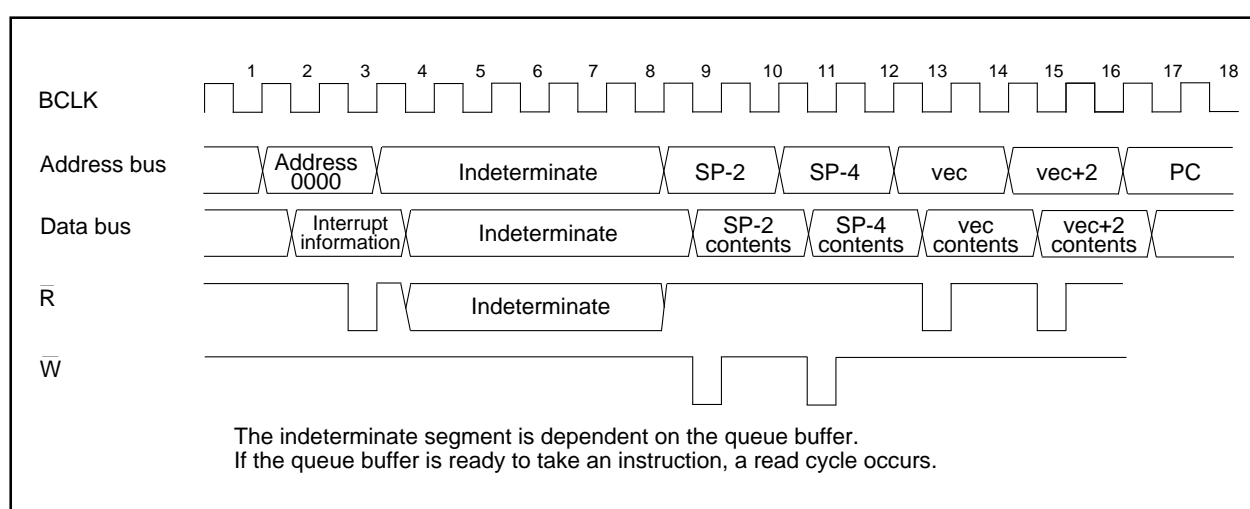 1 2 3 4 5 6 7 8 9 10 11 12 13 14 15 16 17 18
BCLK
Address bus
Address
0000
Indeterminate
SP-2
SP-4
vec
vec+2
PC
Data bus
Interrupt
information
Indeterminate
SP-2
contents
SP-4
contents
vec
contents
vec+2
contents
R̅
Indeterminate
W̅
The indeterminate segment is dependent on the queue buffer.
If the queue buffer is ready to take an instruction, a read cycle occurs.